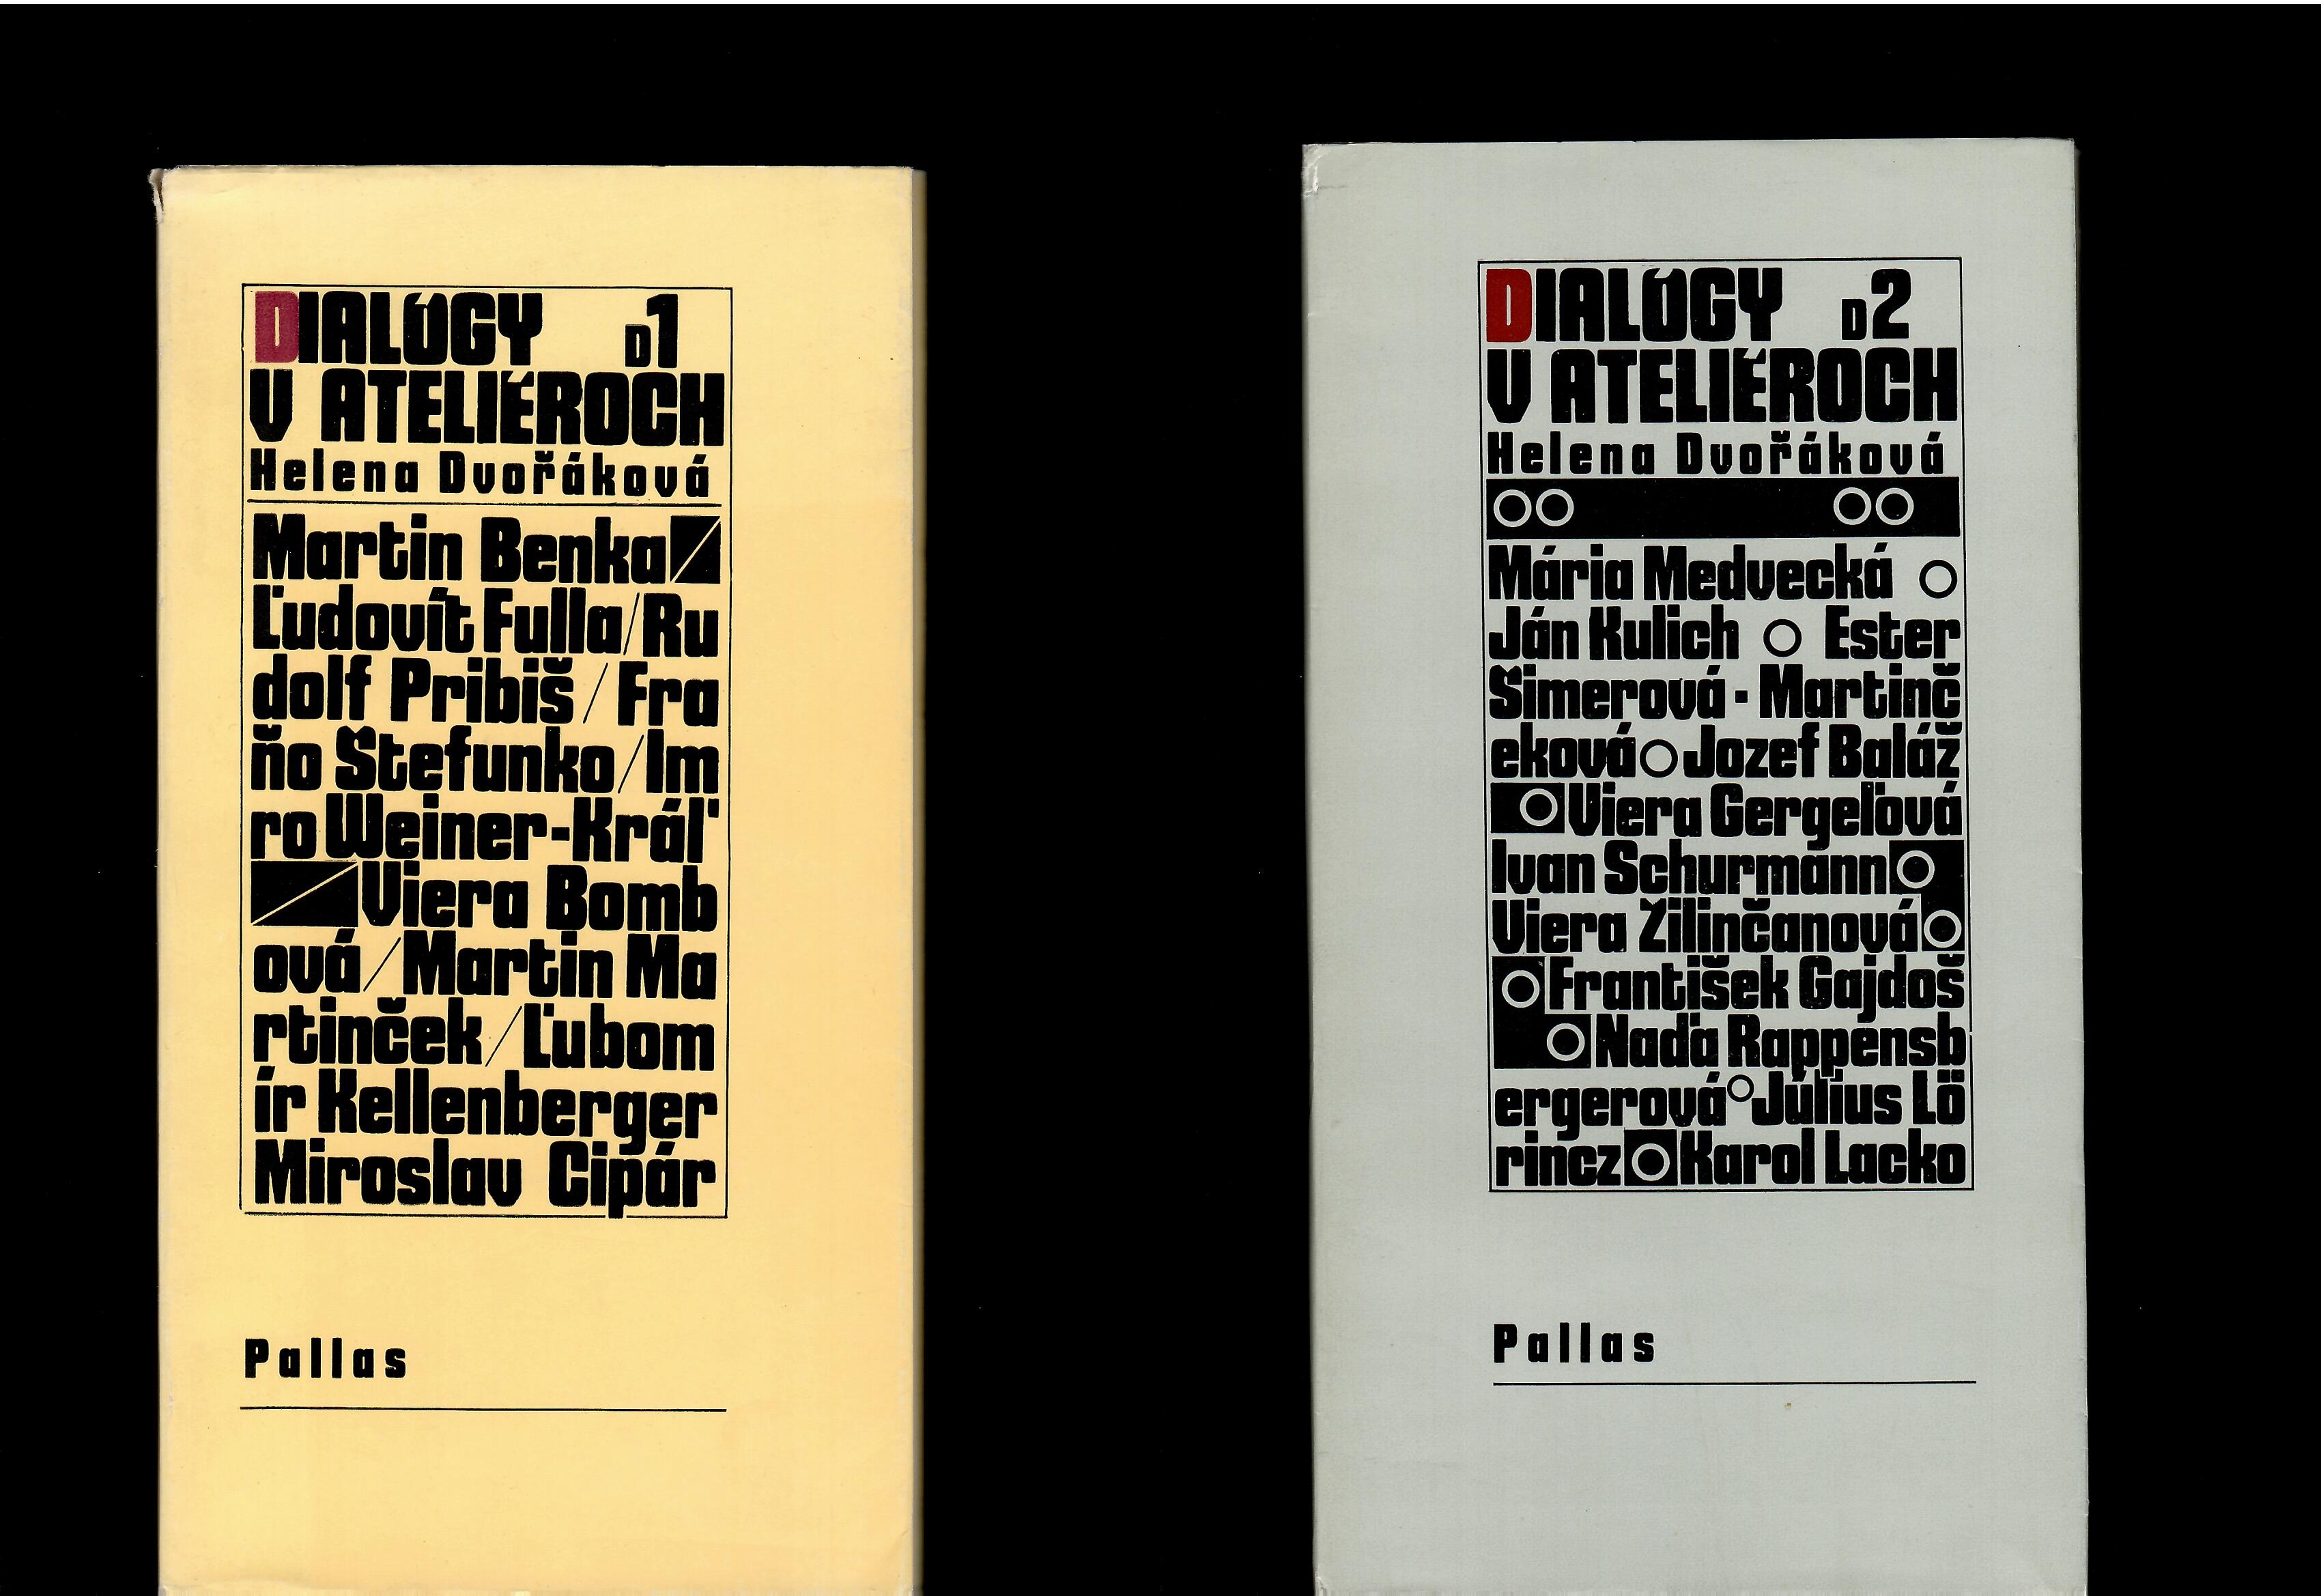 DIALÓGY D1
V ATELIÉROCH
Helena Dvořáková
Martin Benka
Ľudovít Fulla/Ru
dolf Pribiš/Fra
ňo Štefunko/Im
ro Weiner-Kráľ
Viera Bomb
ová/Martin Ma
rtinček/Ľubom
ír Kellenberger
Miroslav Cipár
Pallas
DIALÓGY D2
V ATELIÉROCH
Helena Dvořáková
Mária Medvecká
Ján Kulich Ester
Šimerová-Martinč
eková Jozef Baláž
Viera Gergeľová
Ivan Schurmann
Viera Žilinčanová
František Gajdoš
Naďa Rappensb
ergerová Július Lö
rincz Karol Lacko
Pallas